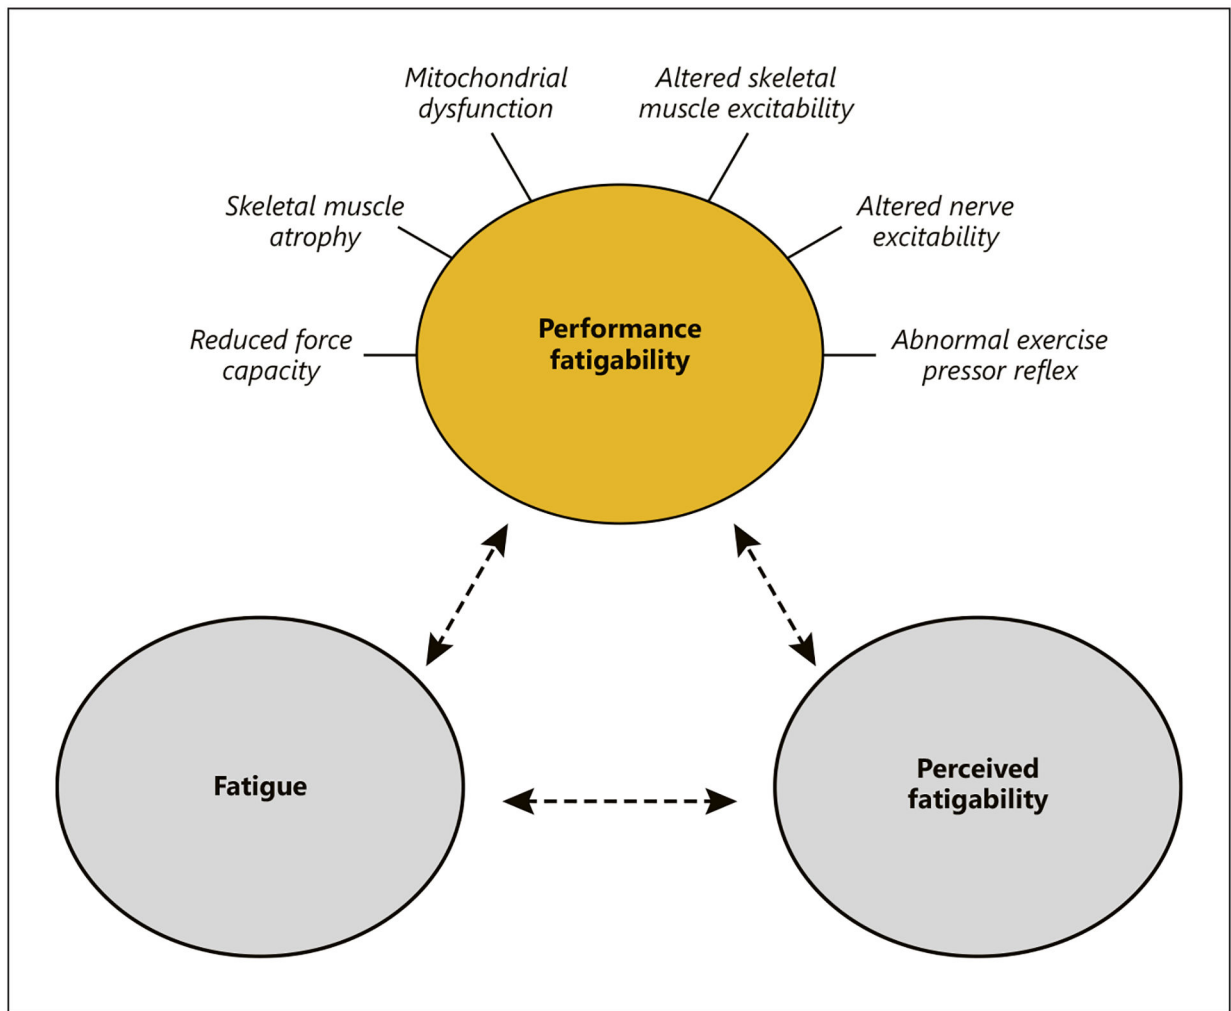 Mitochondrial
dysfunction
Altered skeletal
muscle excitability
Skeletal muscle
atrophy
Altered nerve
excitability
Reduced force
capacity
Performance
fatigability
Abnormal exercise
pressor reflex
Fatigue
Perceived
fatigability